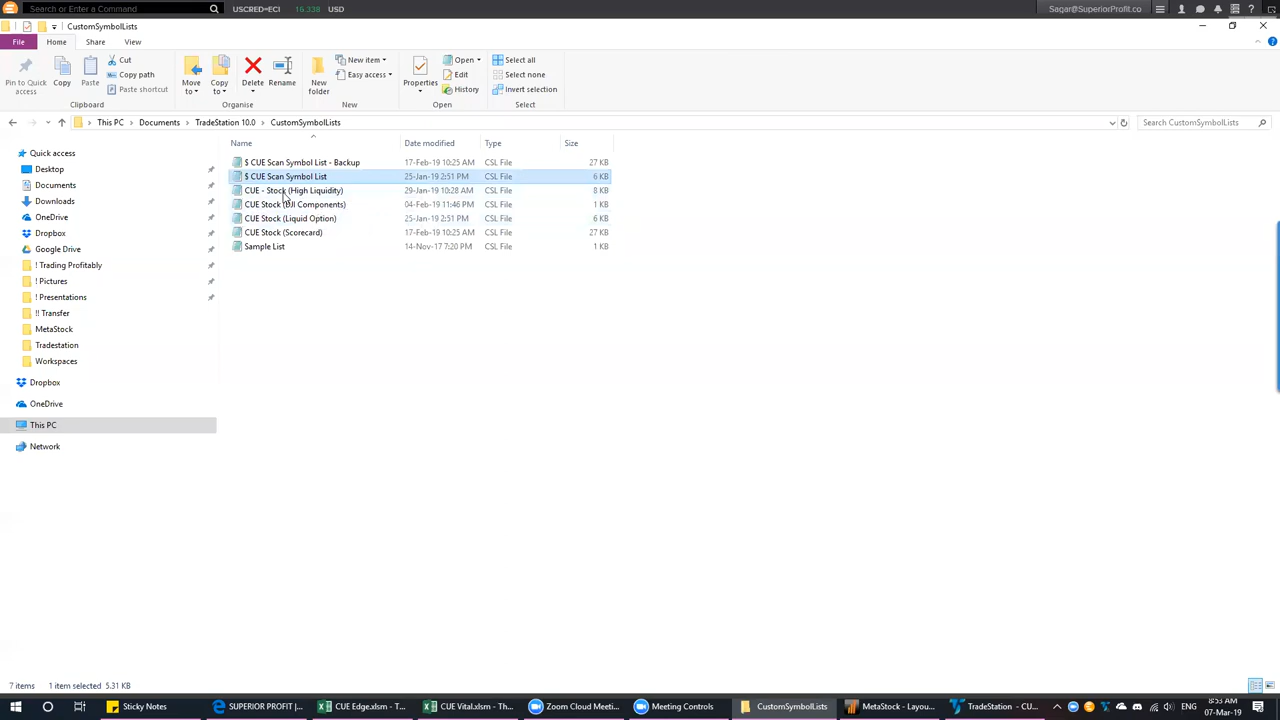 Search or Enter a Command
USCRED=ECI 16.338 USD
Sagar@SuperiorProfit.co
CustomSymbolLists
File Home Share View
Pin to Quick access
Copy
Paste
Cut
Copy path
Paste shortcut
Clipboard
Move to
Copy to
Delete
Rename
Organise
New folder
New item
Easy access
New
Properties
Open
Edit
History
Open
Select all
Select none
Invert selection
Select
This PC > Documents > TradeStation 10.0 > CustomSymbolLists
Search CustomSymbolLists
Quick access
Desktop
Documents
Downloads
OneDrive
Dropbox
Google Drive
! Trading Profitably
! Pictures
! Presentations
!! Transfer
MetaStock
Tradestation
Workspaces
Dropbox
OneDrive
This PC
Network
Name Date modified Type Size
$ CUE Scan Symbol List - Backup 17-Feb-19 10:25 AM CSL File 27 KB
$ CUE Scan Symbol List 25-Jan-19 2:51 PM CSL File 6 KB
CUE - Stock (High Liquidity) 29-Jan-19 10:28 AM CSL File 8 KB
CUE Stock (DJI Components) 04-Feb-19 11:46 PM CSL File 1 KB
CUE Stock (Liquid Option) 25-Jan-19 2:51 PM CSL File 6 KB
CUE Stock (Scorecard) 17-Feb-19 10:25 AM CSL File 27 KB
Sample List 14-Nov-17 7:20 PM CSL File 1 KB
7 items 1 item selected 5.31 KB
Sticky Notes
SUPERIOR PROFIT |...
CUE Edge.xlsm - T...
CUE Vital.xlsm - Th...
Zoom Cloud Meeti...
Meeting Controls
CustomSymbolLists
MetaStock - Layou...
TradeStation - CU...
8:53 AM
07-Mar-19